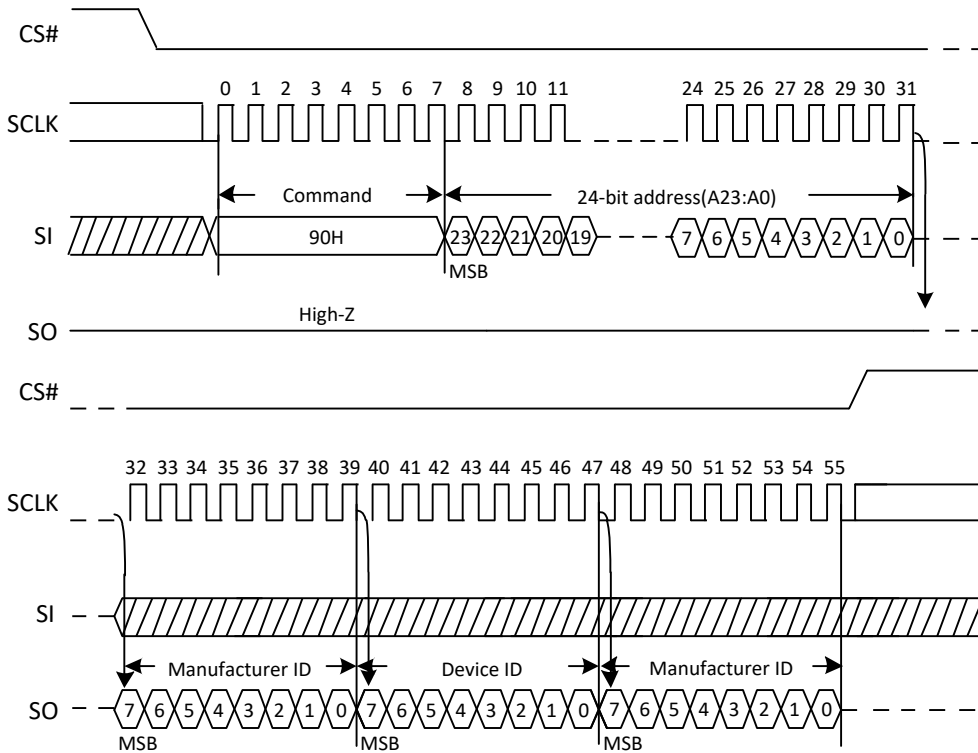 CS#
0 1 2 3 4 5 6 7 8 9 10 11 24 25 26 27 28 29 30 31
SCLK
Command 24-bit address(A23:A0)
SI 90H 23 22 21 20 19 7 6 5 4 3 2 1 0
MSB
High-Z
SO
CS#
32 33 34 35 36 37 38 39 40 41 42 43 44 45 46 47 48 49 50 51 52 53 54 55
SCLK
SI
Manufacturer ID Device ID Manufacturer ID
SO 7 6 5 4 3 2 1 0 7 6 5 4 3 2 1 0 7 6 5 4 3 2 1 0
MSB MSB MSB